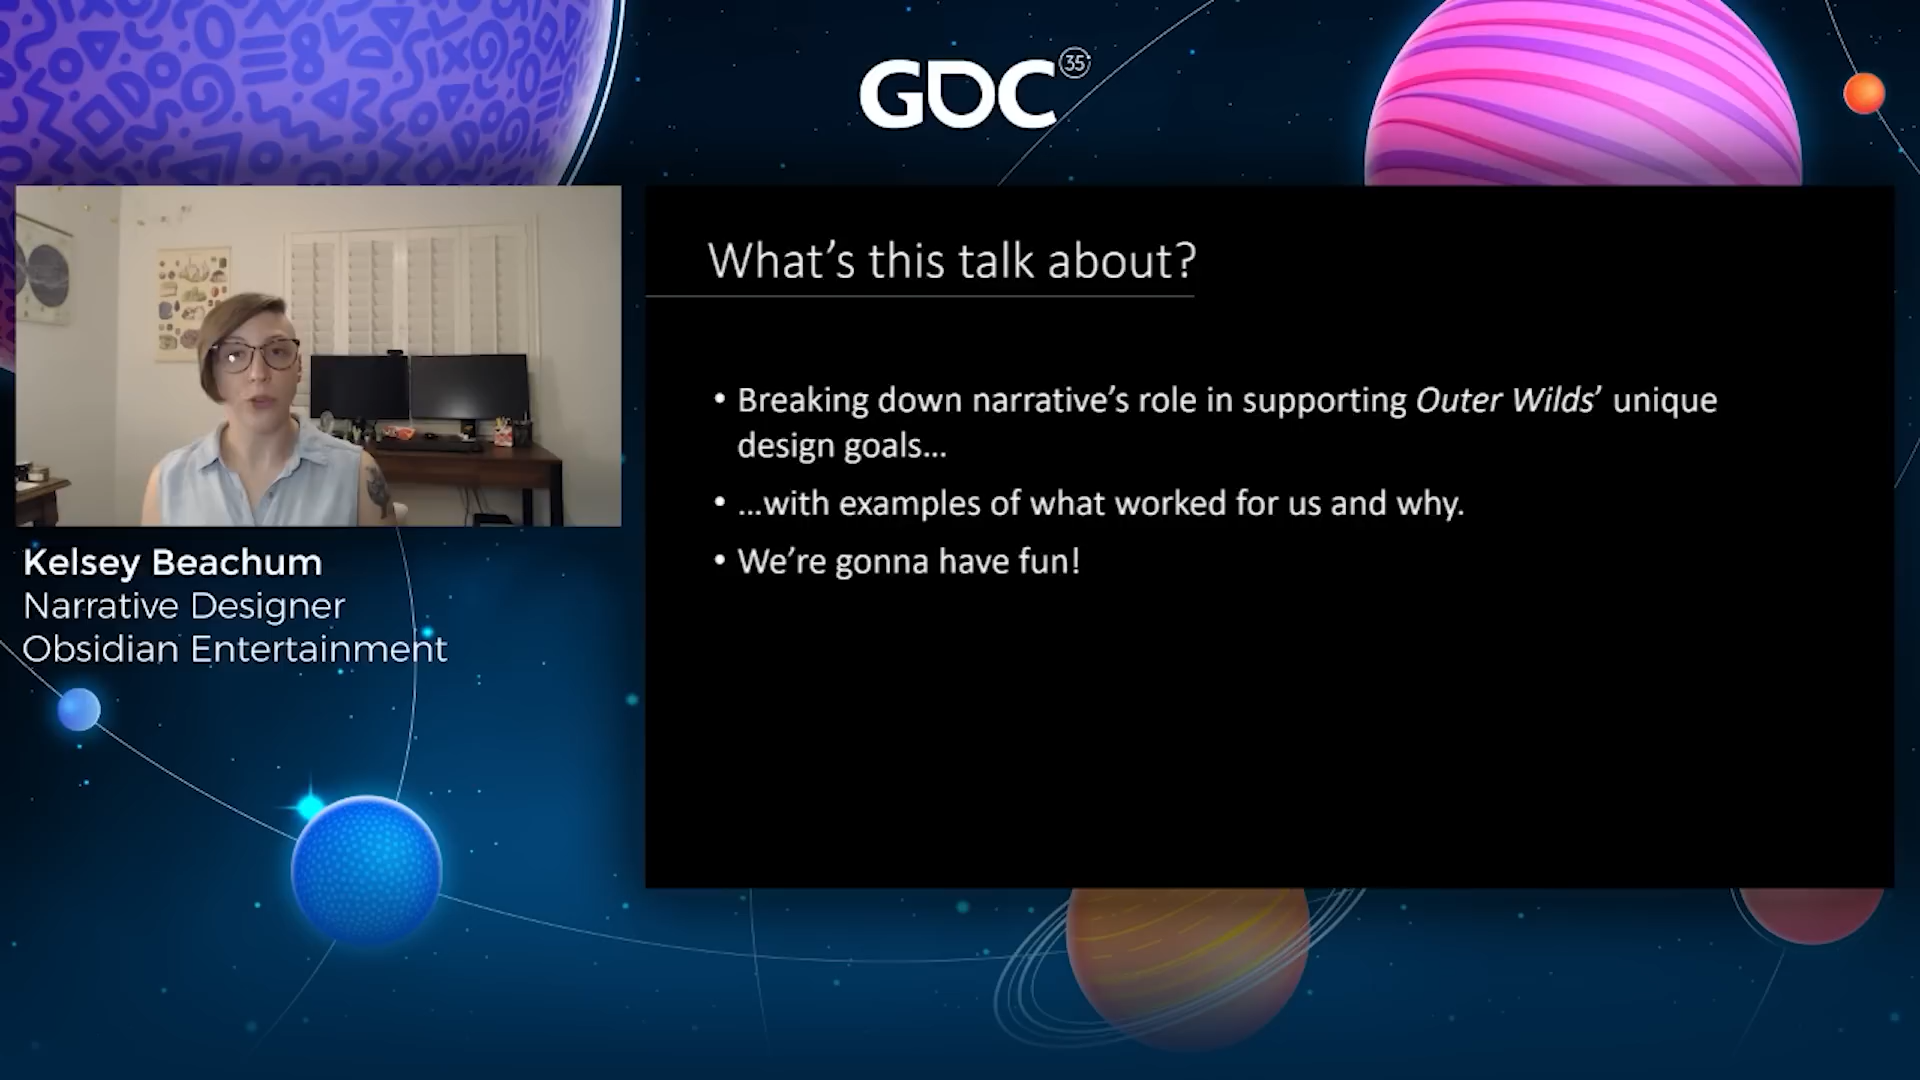 GDC 35
What's this talk about?
• Breaking down narrative's role in supporting Outer Wilds' unique
design goals...
• ...with examples of what worked for us and why.
• We're gonna have fun!
Kelsey Beachum
Narrative Designer
Obsidian Entertainment